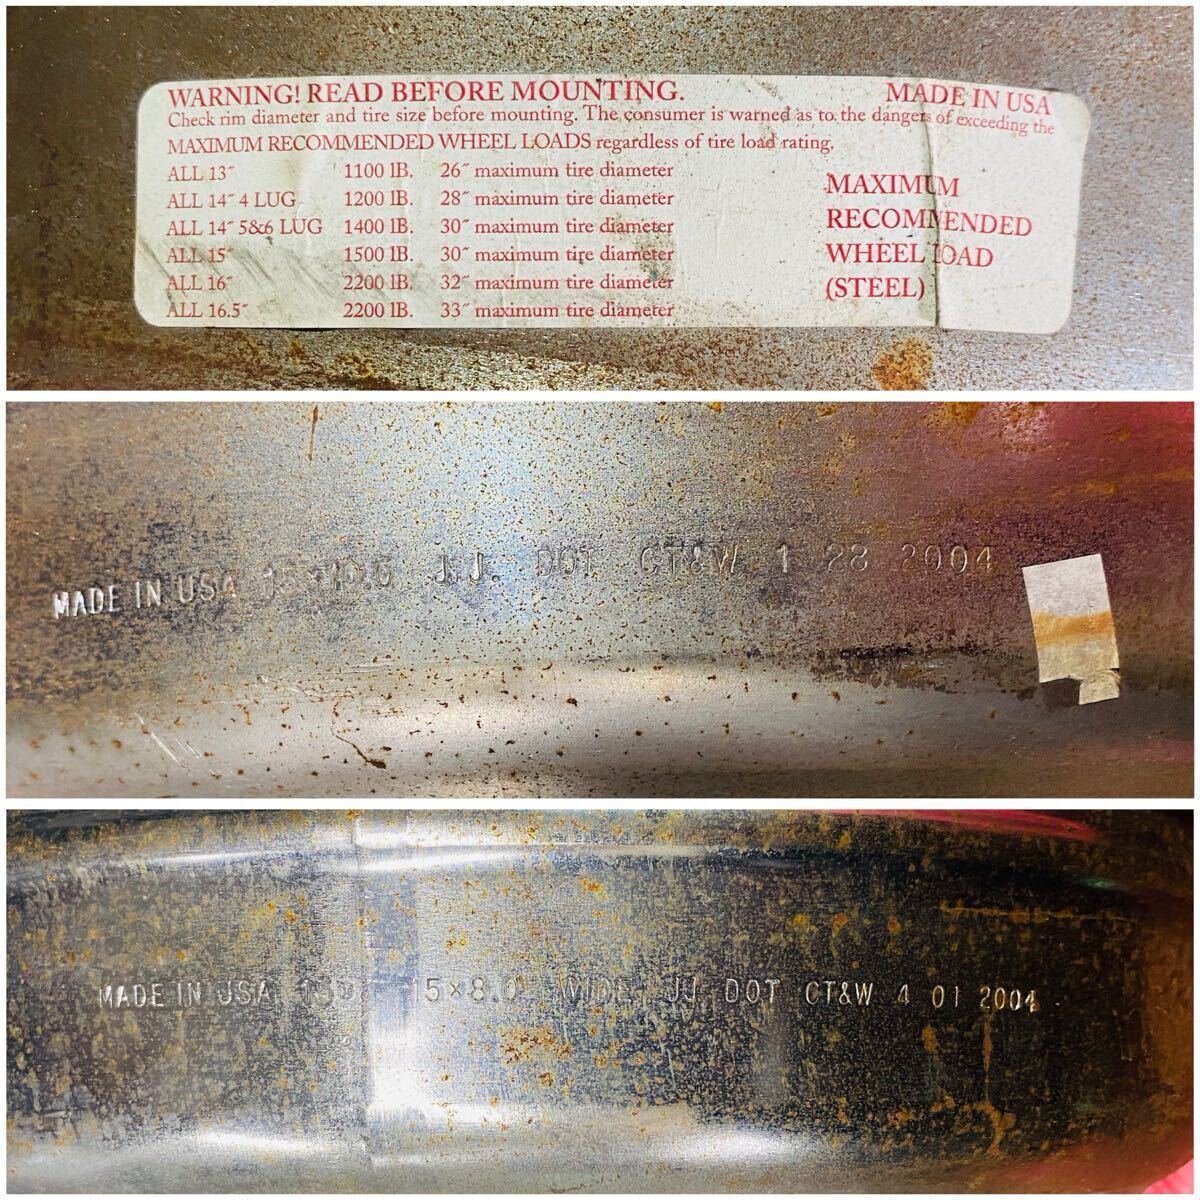 WARNING! READ BEFORE MOUNTING. MADE IN USA
Check rim diameter and tire size before mounting. The consumer is warned as to the dangers of exceeding the
MAXIMUM RECOMMENDED WHEEL LOADS regardless of tire load rating.
ALL 13″ 1100 lB. 26″ maximum tire diameter
ALL 14″ 4 LUG 1200 lB. 28″ maximum tire diameter
ALL 14″ 5&6 LUG 1400 lB. 30″ maximum tire diameter
ALL 15″ 1500 lB. 30″ maximum tire diameter
ALL 16″ 2200 lB. 32″ maximum tire diameter
ALL 16.5″ 2200 lB. 33″ maximum tire diameter
MAXIMUM
RECOMMENDED
WHEEL LOAD
(STEEL)
MADE IN USA 15×10.0 J.J. DOT CT&W 1 28 2004
MADE IN USA 15×8.0 WIDE JJ DOT CT&W 4 01 2004